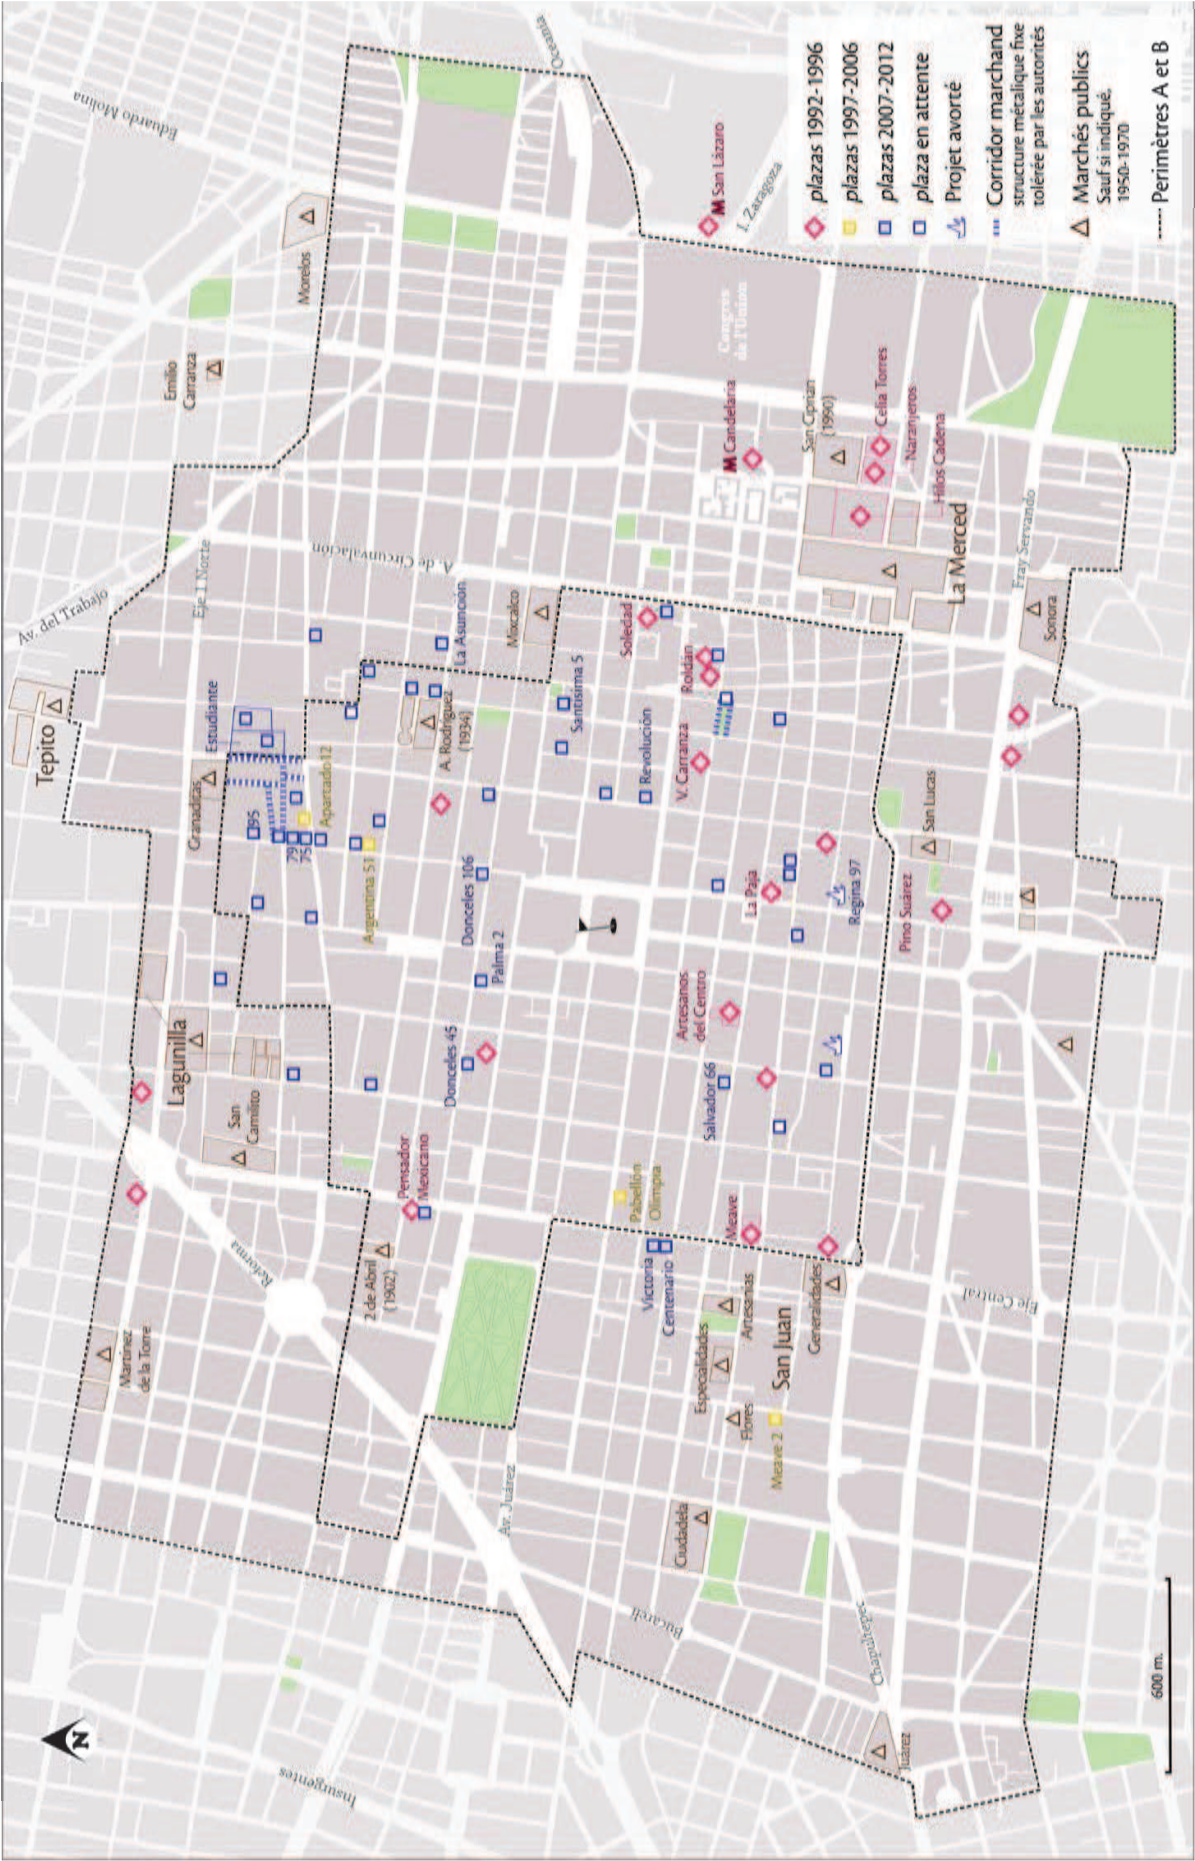 Tepito
Av. del Trabajo
Eduardo Molina
Oceanía
Emilio
Carranza
Morelos
Martínez
de la Torre
Lagunilla
San
Camilito
Granaditas
Estudiante
Eje 1 Norte
A. de Circunvalación
Reforma
95
79
75
Apartado12
Argentina 51
A. Rodríguez
(1934)
La Asunción
Mixcalco
2 de Abril
(1902)
Pensador
Mexicano
Donceles 45
Palma 2
Donceles 106
Santísima 5
Av. Juárez
Soledad
Revolución
V. Carranza
Roldán
M San Lázaro
I. Zaragoza
Congrès
de l'Union
M Candelaria
San Ciprian
(1990)
Celia Torres
Naranjeros
Hilos Cadena
La Merced
Pabellón
Olimpia
Victoria
Centenario
Meave
Salvador 66
Artesanos
del Centro
La Paja
Regina 97
Ciudadela
Especialidades
Flores
Artesanías
San Juan
Generalidades
Meave 2
Bucareli
Chapultepec
Juárez
Eje Central
Pino Suárez
San Lucas
Fray Servando
Sonora
Insurgentes
N
600 m.
plazas 1992-1996
plazas 1997-2006
plazas 2007-2012
plaza en attente
Projet avorté
Corridor marchand
structure métalique fixe
tolérée par les autorités
Marchés publics
Sauf si indiqué,
1950-1970
Perimètres A et B